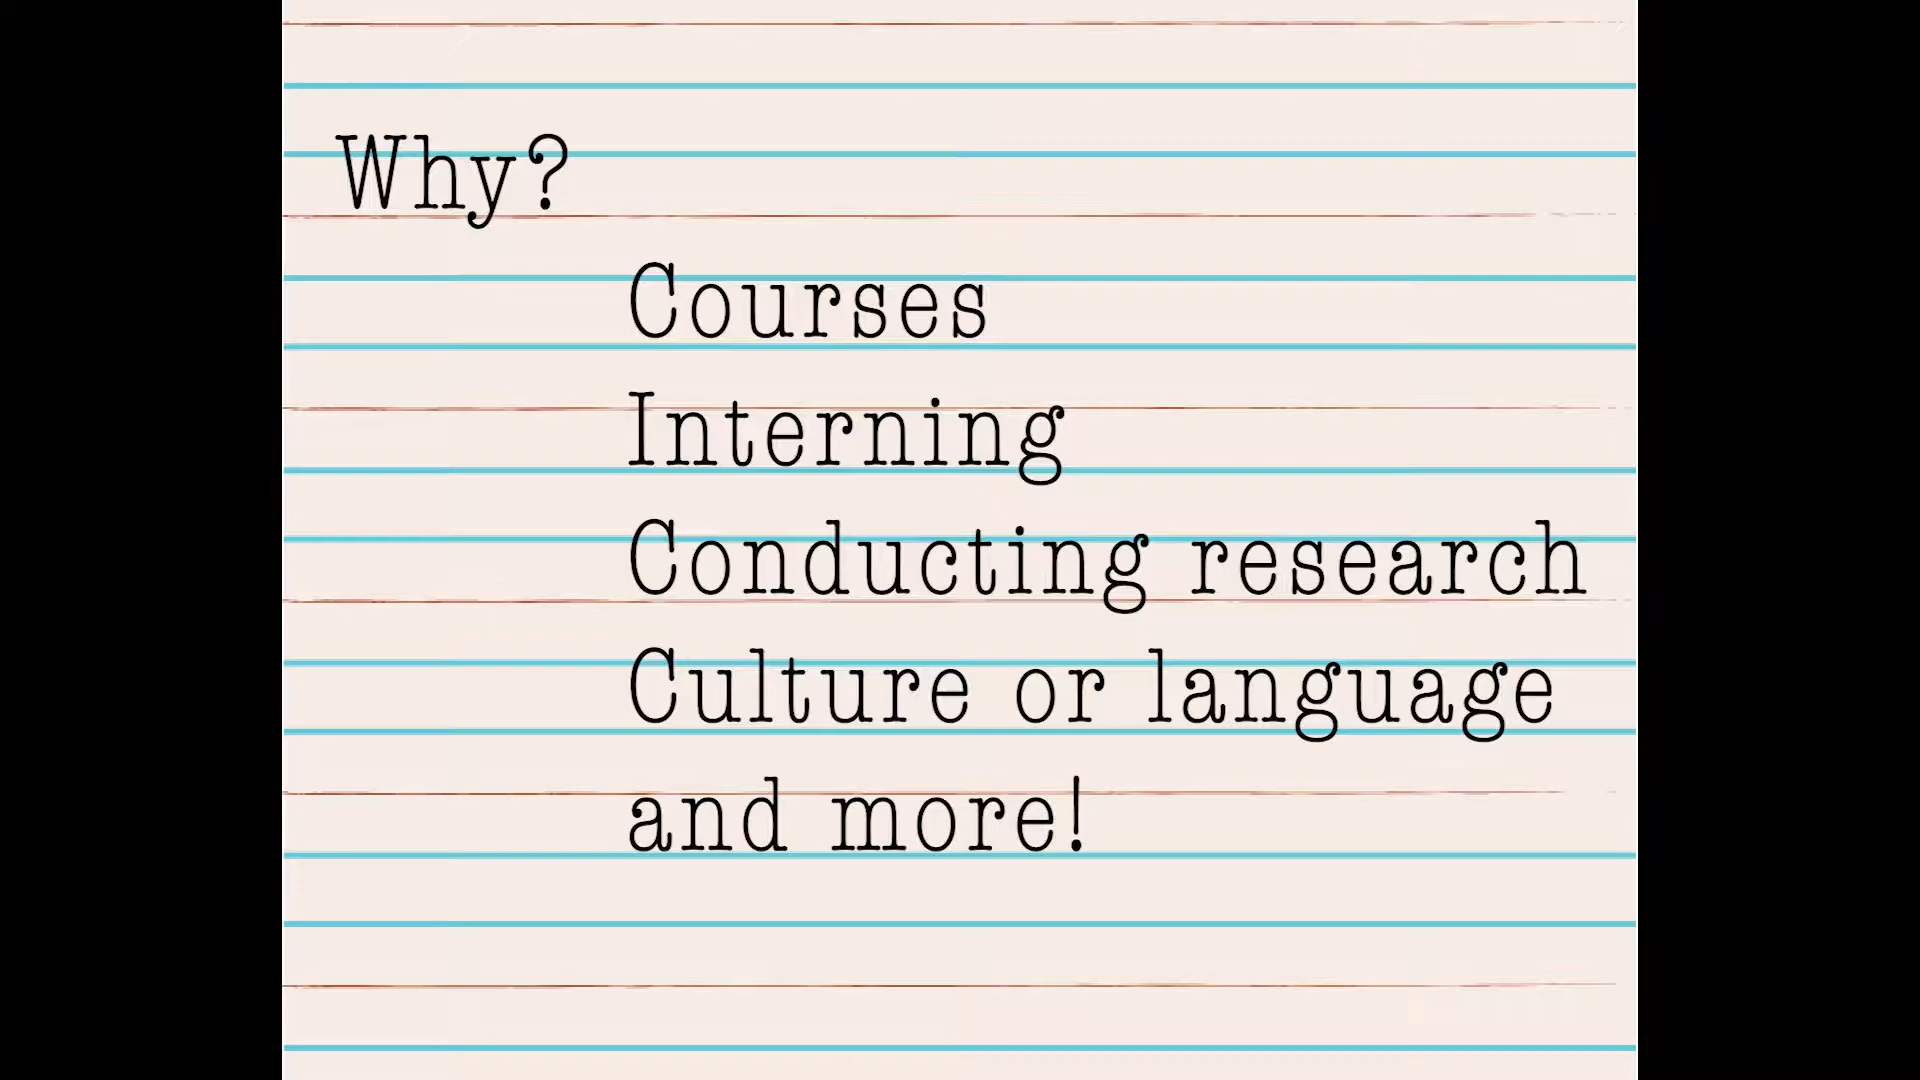 Why?
Courses
Interning
Conducting research
Culture or language
and more!